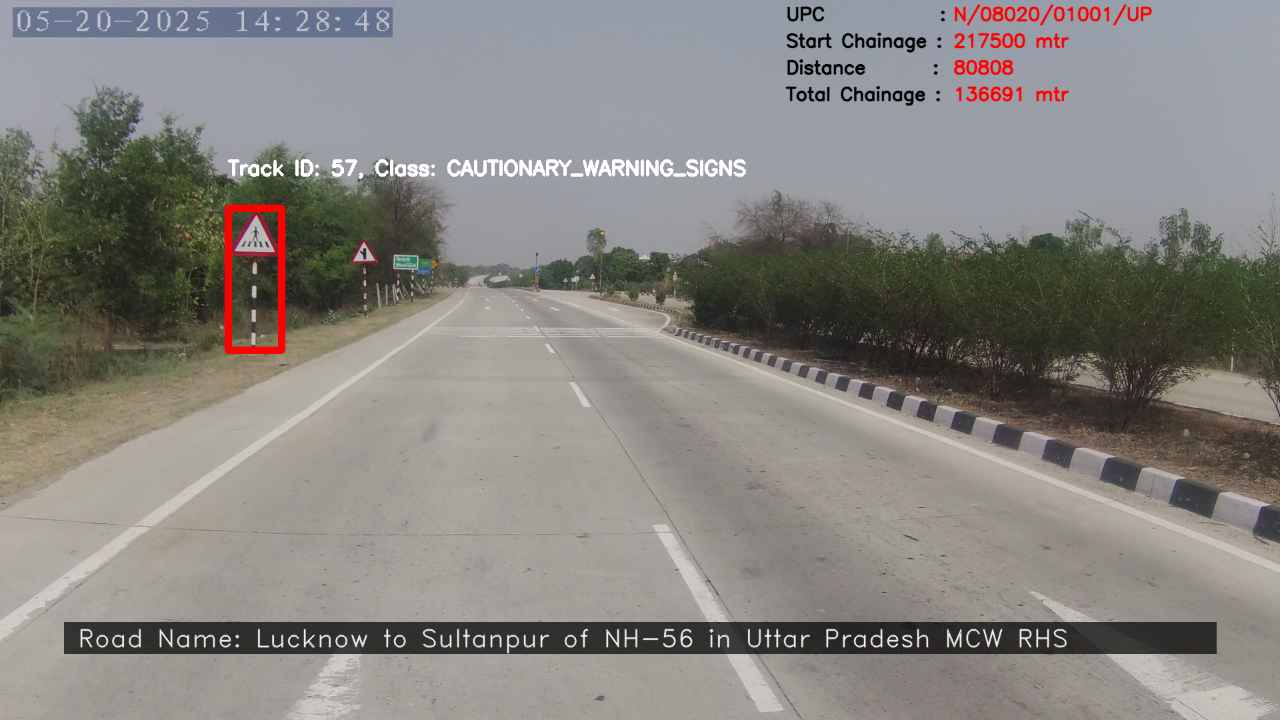 05-20-2025 14:28:48
UPC : N/08020/01001/UP
Start Chainage : 217500 mtr
Distance : 80808
Total Chainage : 136691 mtr
Track ID: 57, Class: CAUTIONARY_WARNING_SIGNS
Road Name: Lucknow to Sultanpur of NH-56 in Uttar Pradesh MCW RHS